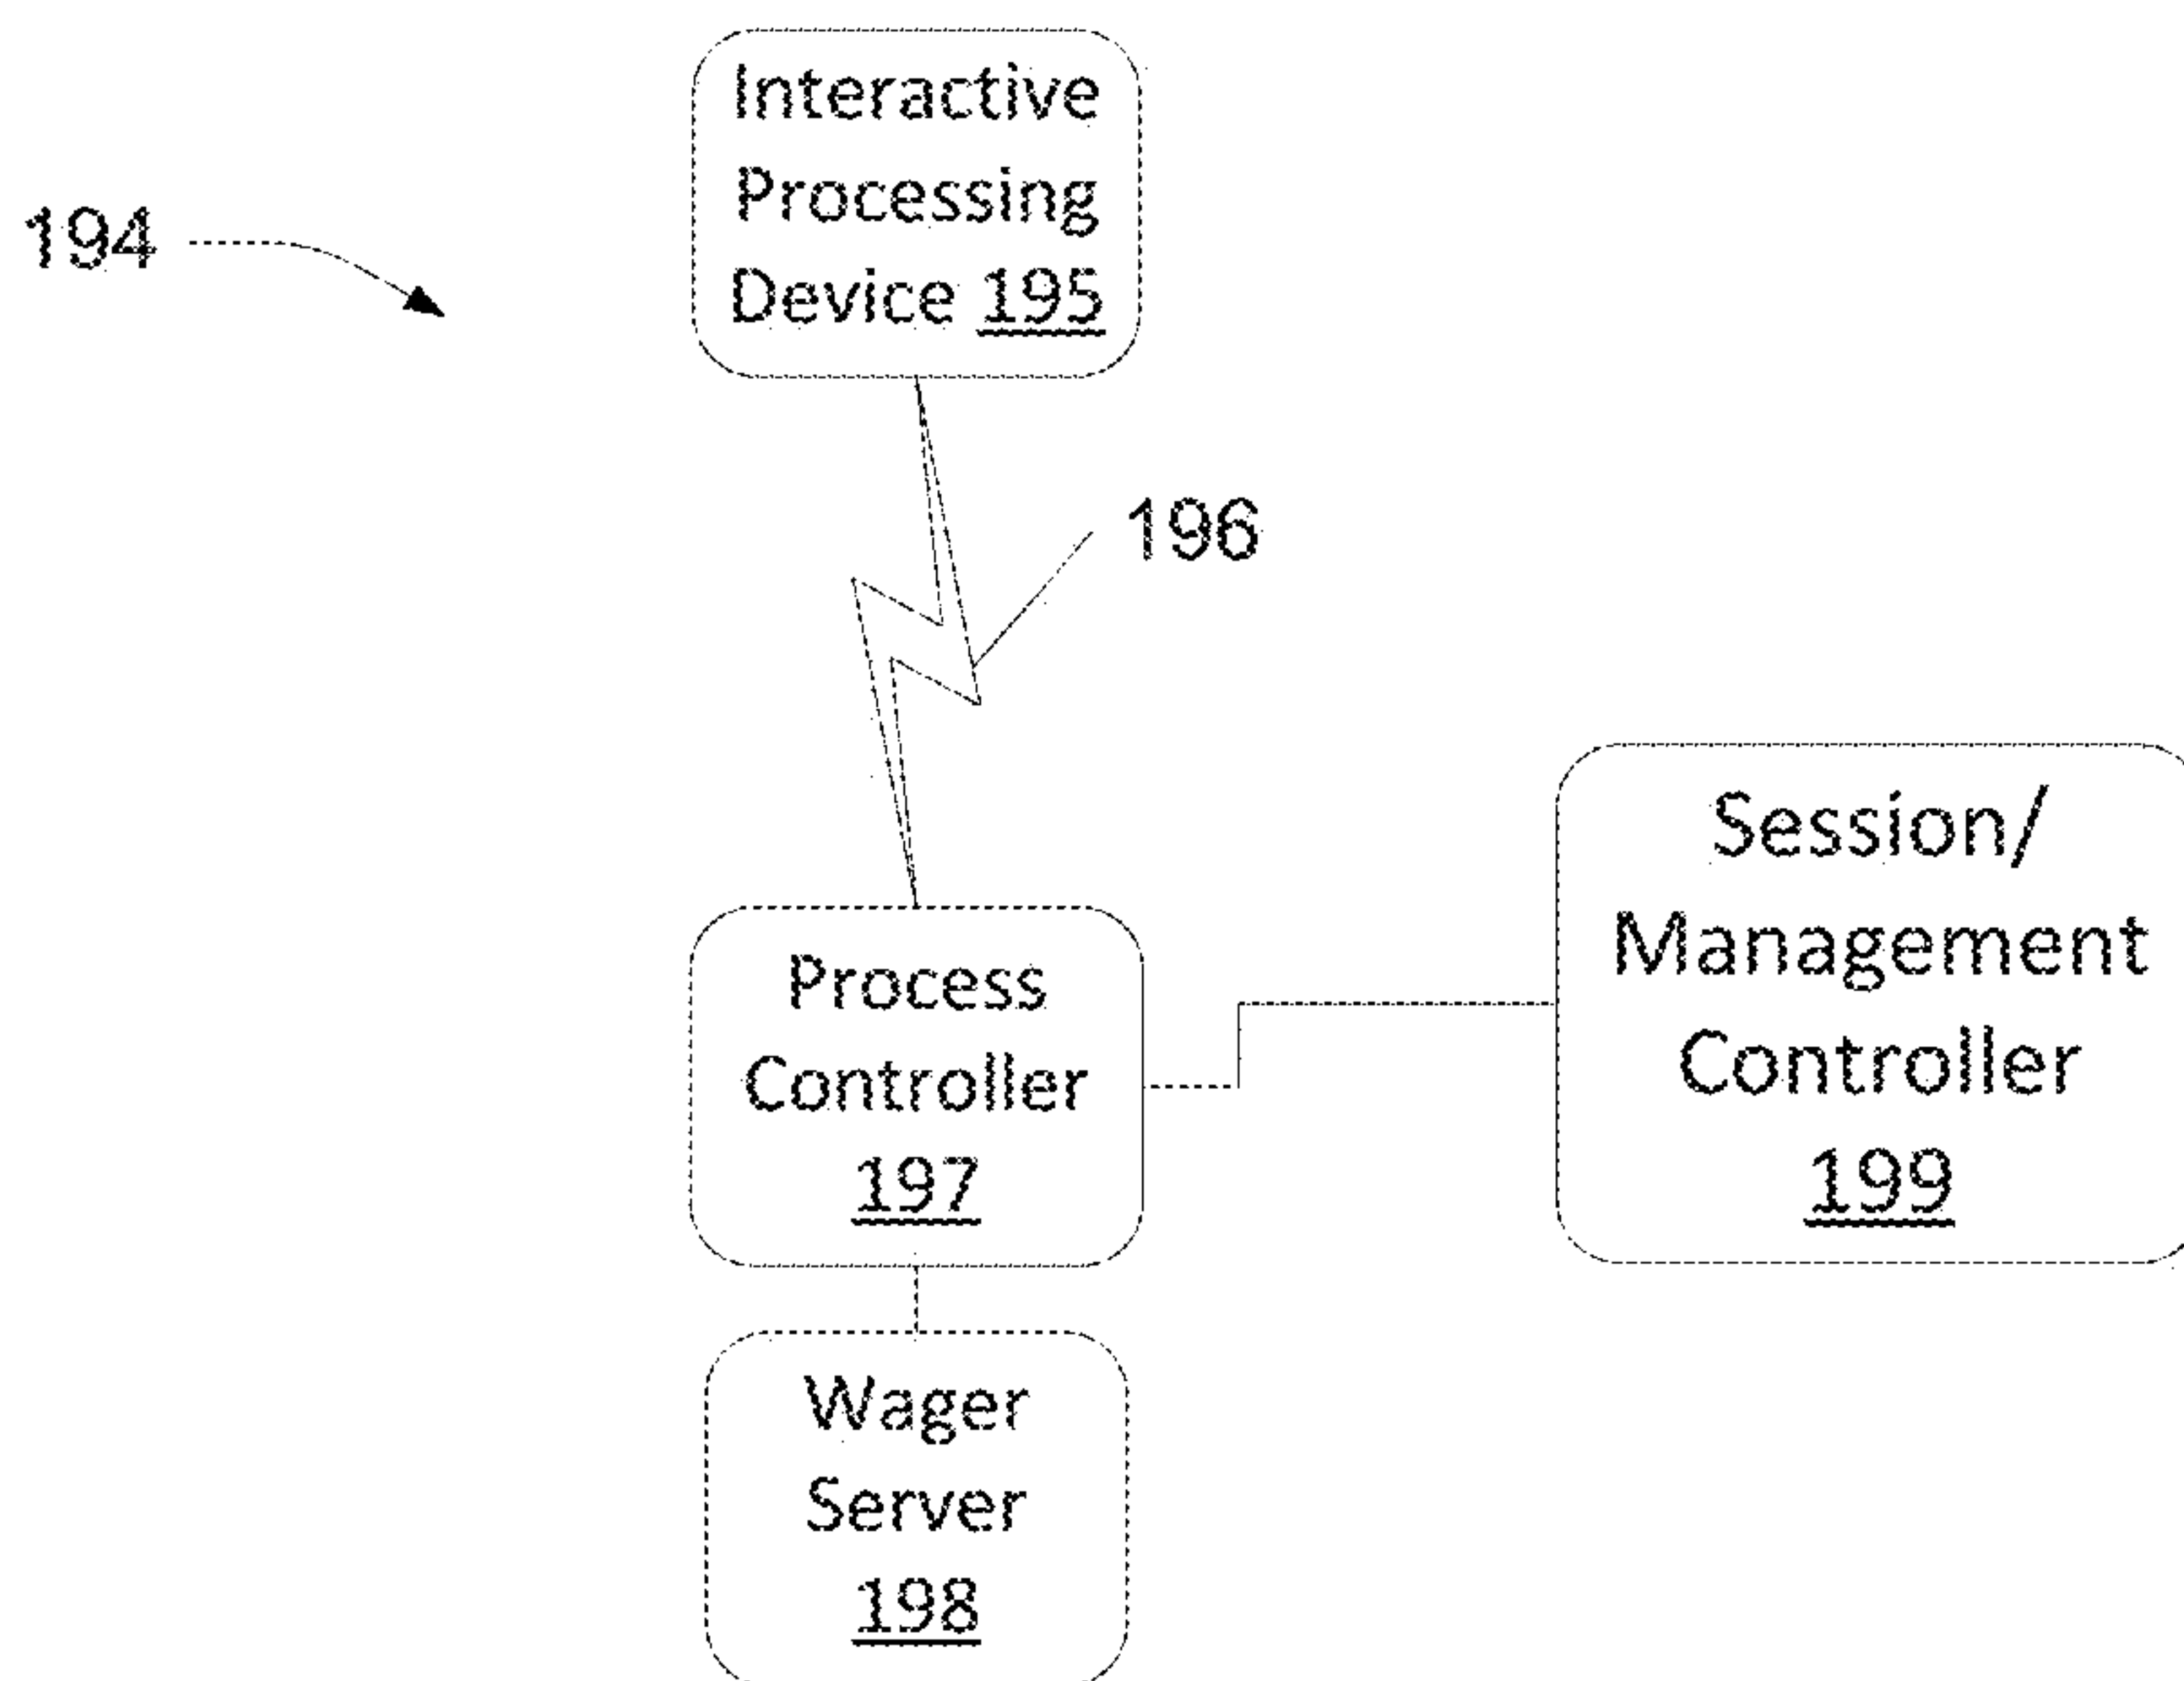 Interactive
Processing
Device 195
194
196
Session/
Management
Controller
199
Process
Controller
197
Wager
Server
198